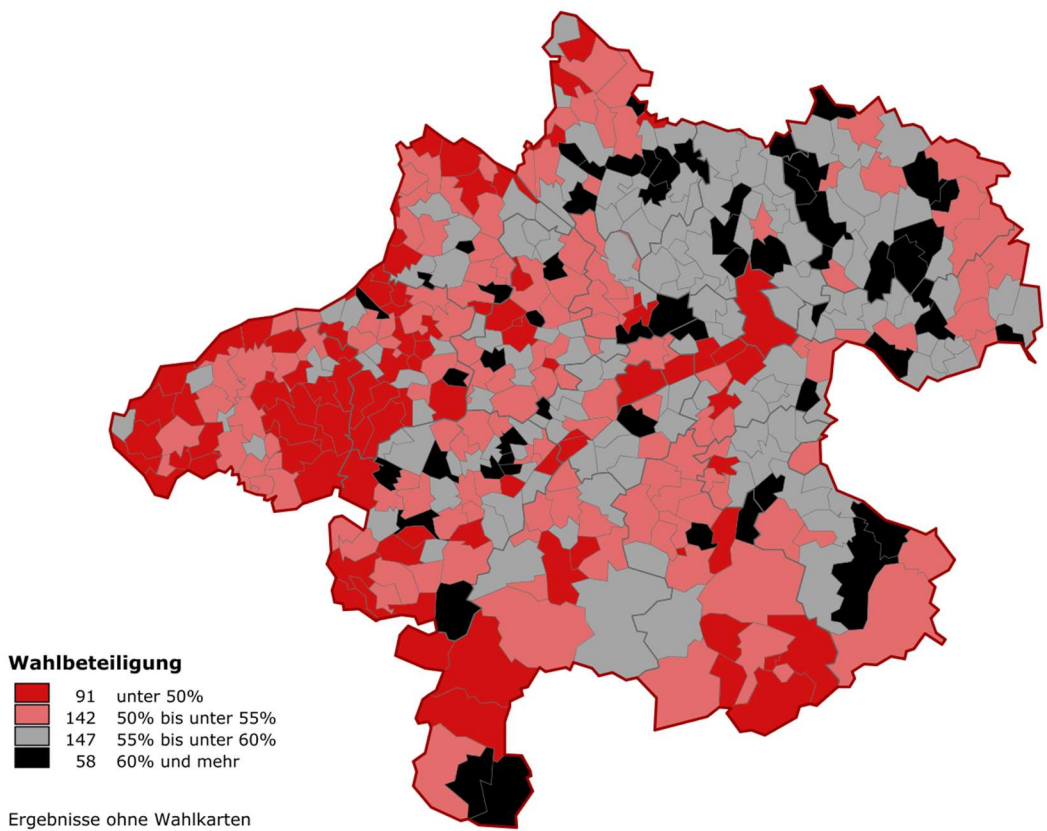 Wahlbeteiligung
91 unter 50%
142 50% bis unter 55%
147 55% bis unter 60%
58 60% und mehr
Ergebnisse ohne Wahlkarten